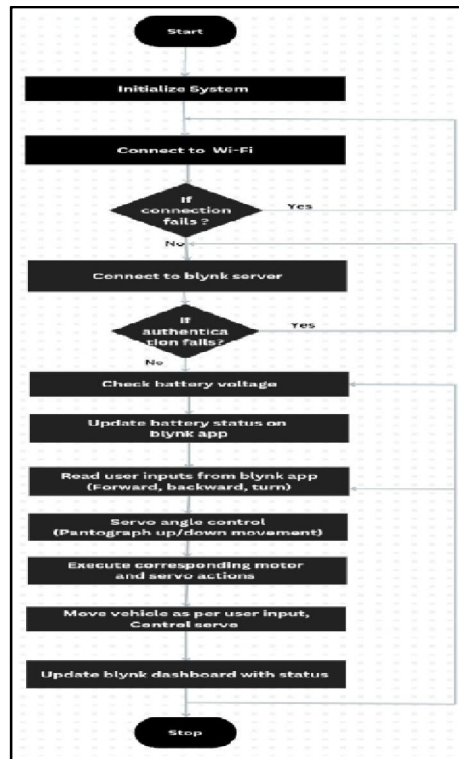 Start
Initialize System
Connect to Wi-Fi
If
connection
fails ?
Yes
No
Connect to blynk server
If
authentica
tion fails?
Yes
No
Check battery voltage
Update battery status on
blynk app
Read user inputs from blynk app
(Forward, backward, turn)
Servo angle control
(Pantograph up/down movement)
Execute corresponding motor
and servo actions
Move vehicle as per user input,
Control servo
Update blynk dashboard with status
Stop